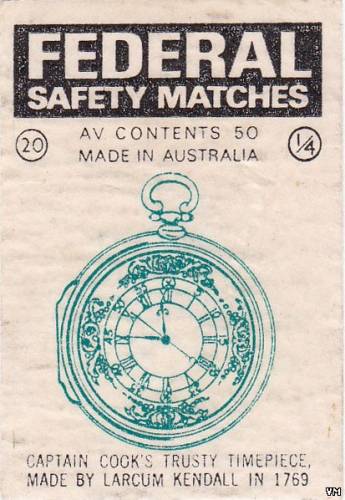 FEDERAL
SAFETY MATCHES
20
AV CONTENTS 50
1/4
MADE IN AUSTRALIA
CAPTAIN COOK'S TRUSTY TIMEPIECE,
MADE BY LARCUM KENDALL IN 1769
VM